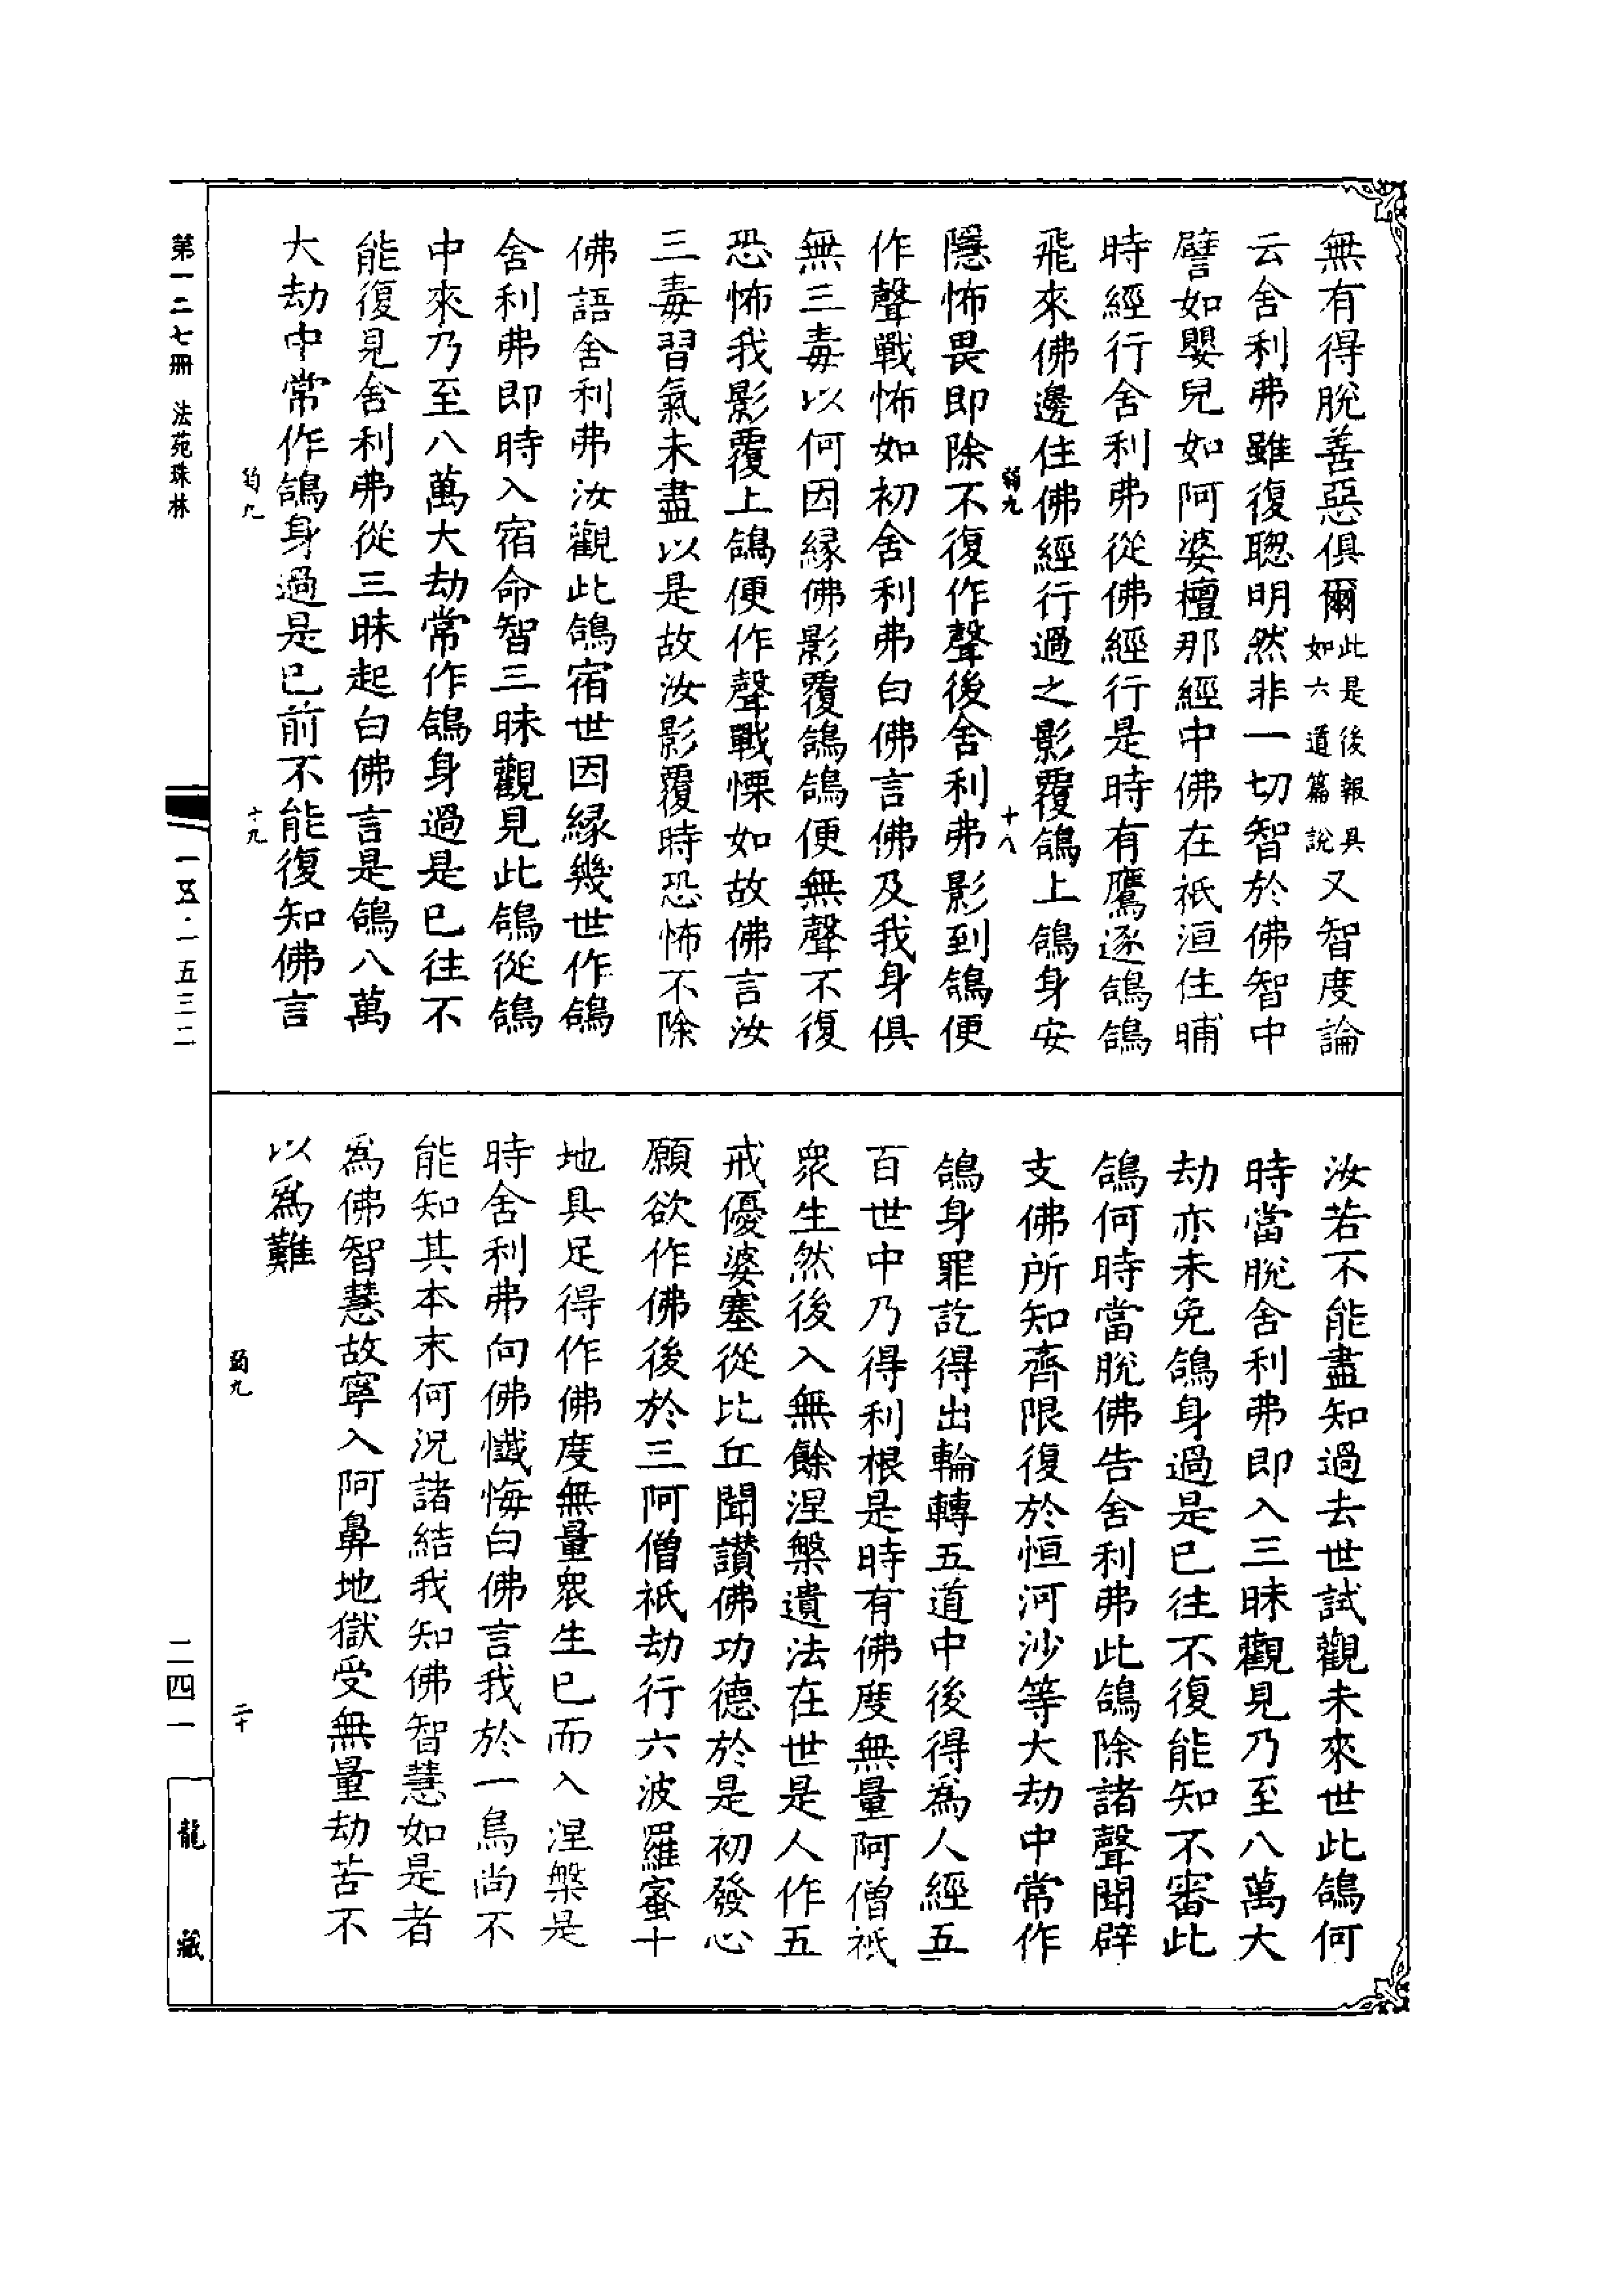 無有得脫善惡俱爾此是後報具如六道篇說又智度論
云舍利弗雖復聰明然非一切智於佛智中
譬如嬰兒如阿婆檀那經中佛在祇洹住晡
時經行舍利弗從佛經行是時有鷹逐鴿鴿
飛來佛邊住佛經行過之影覆鴿上鴿身安
弱九 十八
隱怖畏即除不復作聲後舍利弗影到鴿便
作聲戰怖如初舍利弗白佛言佛及我身俱
無三毒以何因緣佛影覆鴿鴿便無聲不復
恐怖我影覆上鴿便作聲戰慄如故佛言汝
三毒習氣未盡以是故汝影覆時恐怖不除
佛語舍利弗汝觀此鴿宿世因緣幾世作鴿
舍利弗即時入宿命智三昧觀見此鴿從鴿
中來乃至八萬大劫常作鴿身過是已往不
能復見舍利弗從三昧起白佛言是鴿八萬
大劫中常作鴿身過是已前不能復知佛言
弱九 十九
汝若不能盡知過去世試觀未來世此鴿何
時當脫舍利弗即入三昧觀見乃至八萬大
劫亦未免鴿身過是已往不復能知不審此
鴿何時當脫佛告舍利弗此鴿除諸聲聞辟
支佛所知齊限復於恒河沙等大劫中常作
鴿身罪訖得出輪轉五道中後得為人經五
百世中乃得利根是時有佛度無量阿僧祇
眾生然後入無餘涅槃遺法在世是人作五
戒優婆塞從比丘聞讚佛功德於是初發心
願欲作佛後於三阿僧祇劫行六波羅蜜十
地具足得作佛度無量眾生已而入涅槃是
時舍利弗向佛懺悔白佛言我於一鳥尚不
能知其本末何況諸結我知佛智慧如是者
為佛智慧故寧入阿鼻地獄受無量劫苦不
以為難
弱九 二十
第一二七冊 法苑珠林
一五·一五三二
二四一
龍藏